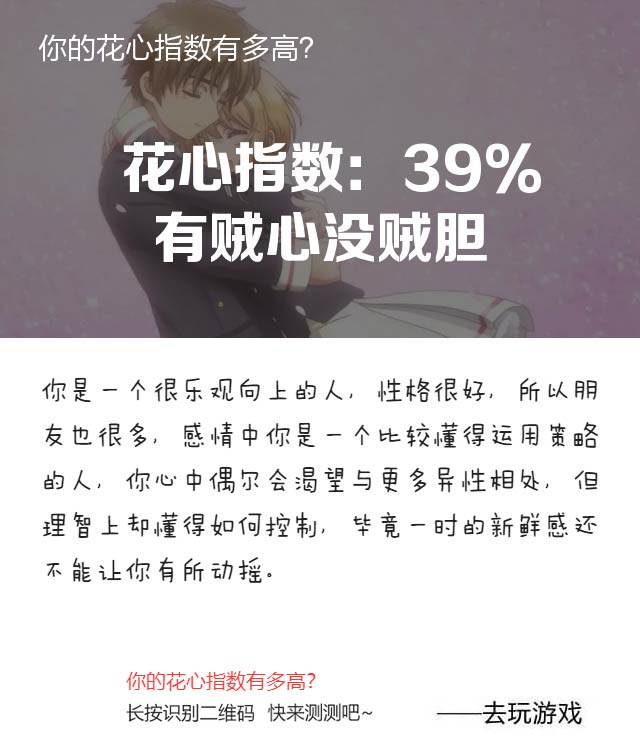 你的花心指数有多高?
花心指数：39%
有贼心没贼胆
你是一个很乐观向上的人，性格很好，所以朋
友也很多，感情中你是一个比较懂得运用策略
的人，你心中偶尔会渴望与更多异性相处，但
理智上却懂得如何控制，毕竟一时的新鲜感还
不能让你有所动摇。
你的花心指数有多高?
长按识别二维码 快来测测吧~ ——去玩游戏